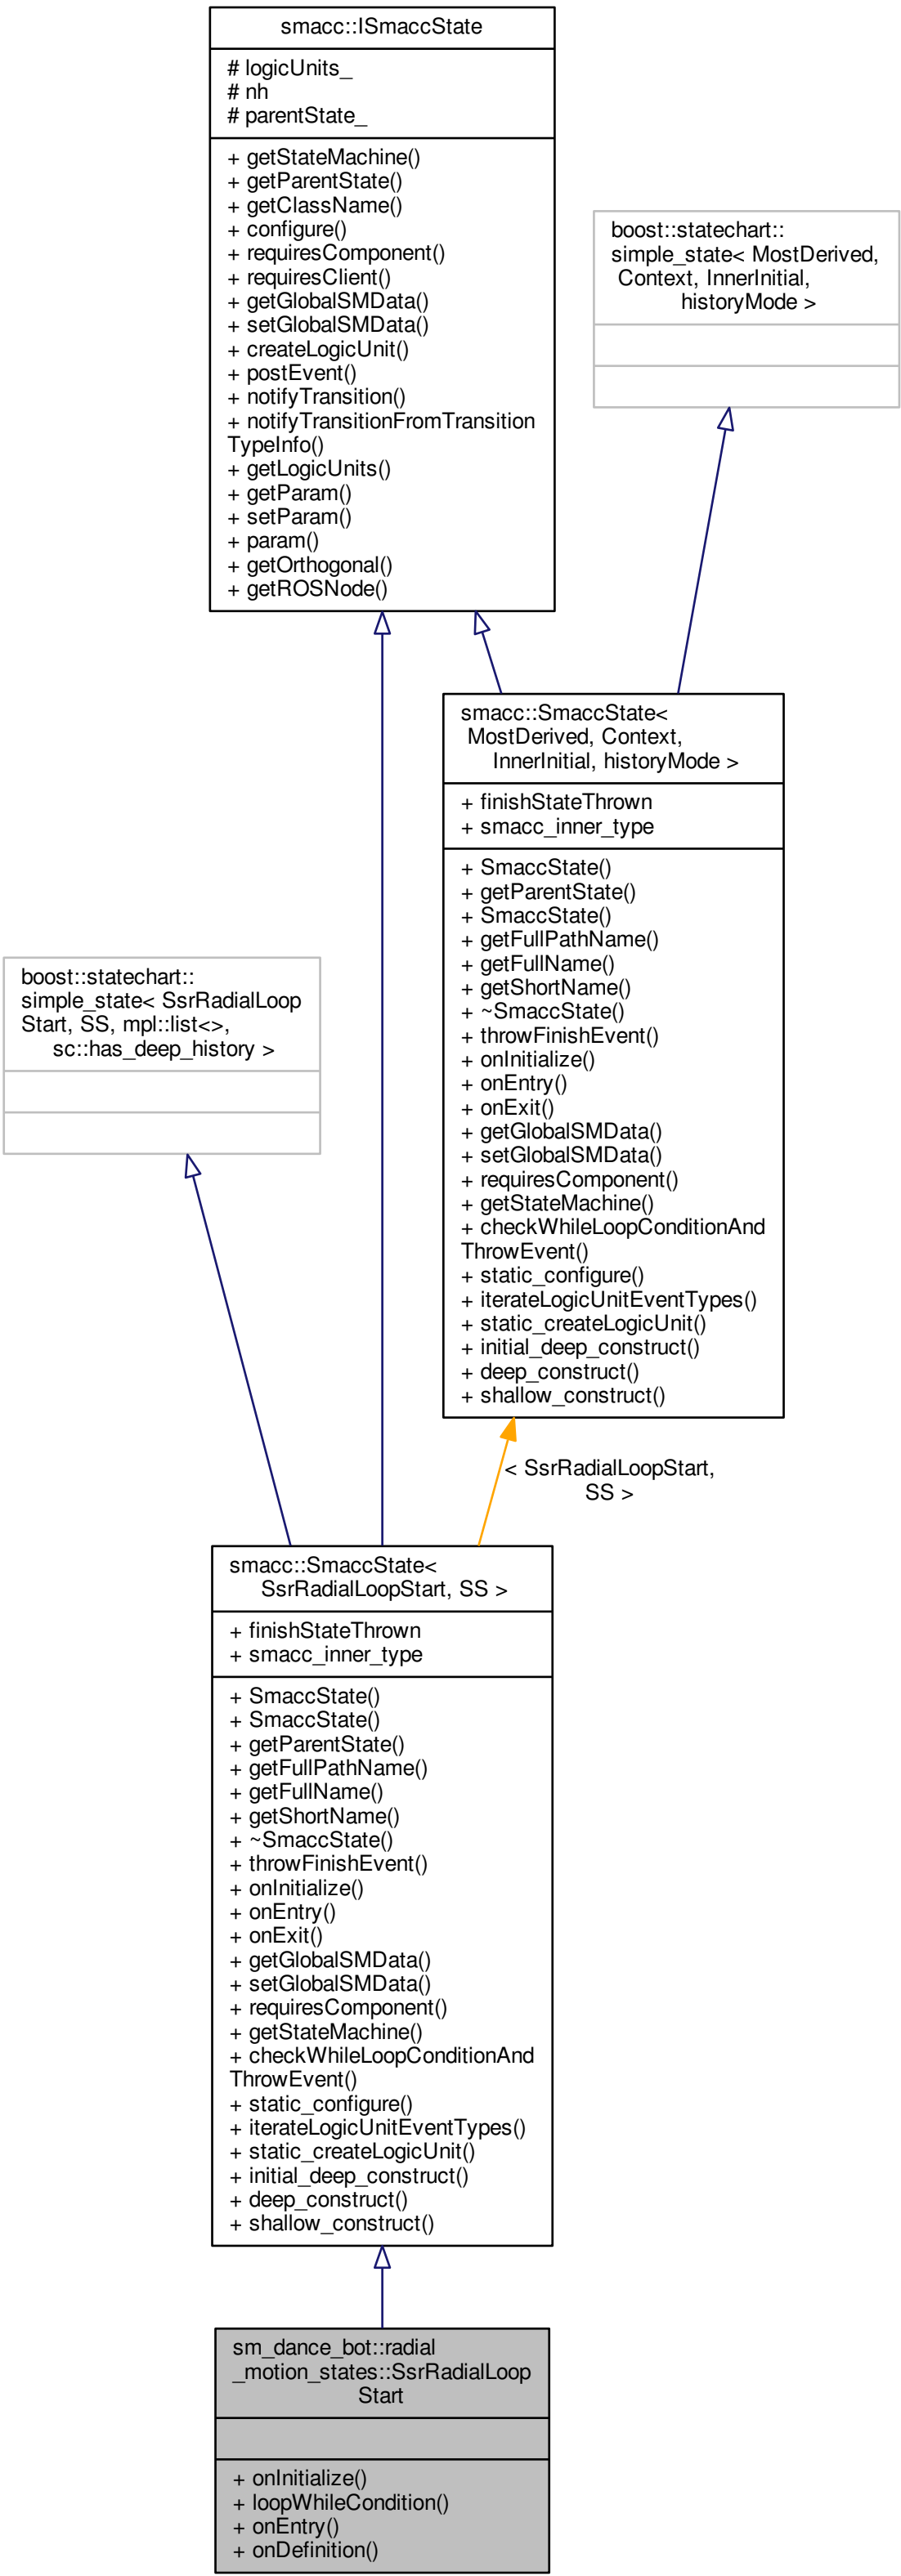 smacc::ISmaccState
# logicUnits_
# nh
# parentState_
+ getStateMachine()
+ getParentState()
+ getClassName()
+ configure()
+ requiresComponent()
+ requiresClient()
+ getGlobalSMData()
+ setGlobalSMData()
+ createLogicUnit()
+ postEvent()
+ notifyTransition()
+ notifyTransitionFromTransition
TypeInfo()
+ getLogicUnits()
+ getParam()
+ setParam()
+ param()
+ getOrthogonal()
+ getROSNode()
boost::statechart::
simple_state< MostDerived,
Context, InnerInitial,
historyMode >
smacc::SmaccState<
MostDerived, Context,
InnerInitial, historyMode >
+ finishStateThrown
+ smacc_inner_type
+ SmaccState()
+ getParentState()
+ SmaccState()
+ getFullPathName()
+ getFullName()
+ getShortName()
+ ~SmaccState()
+ throwFinishEvent()
+ onInitialize()
+ onEntry()
+ onExit()
+ getGlobalSMData()
+ setGlobalSMData()
+ requiresComponent()
+ getStateMachine()
+ checkWhileLoopConditionAnd
ThrowEvent()
+ static_configure()
+ iterateLogicUnitEventTypes()
+ static_createLogicUnit()
+ initial_deep_construct()
+ deep_construct()
+ shallow_construct()
boost::statechart::
simple_state< SsrRadialLoop
Start, SS, mpl::list<>,
sc::has_deep_history >
< SsrRadialLoopStart,
SS >
smacc::SmaccState<
SsrRadialLoopStart, SS >
+ finishStateThrown
+ smacc_inner_type
+ SmaccState()
+ SmaccState()
+ getParentState()
+ getFullPathName()
+ getFullName()
+ getShortName()
+ ~SmaccState()
+ throwFinishEvent()
+ onInitialize()
+ onEntry()
+ onExit()
+ getGlobalSMData()
+ setGlobalSMData()
+ requiresComponent()
+ getStateMachine()
+ checkWhileLoopConditionAnd
ThrowEvent()
+ static_configure()
+ iterateLogicUnitEventTypes()
+ static_createLogicUnit()
+ initial_deep_construct()
+ deep_construct()
+ shallow_construct()
sm_dance_bot::radial
_motion_states::SsrRadialLoop
Start
+ onInitialize()
+ loopWhileCondition()
+ onEntry()
+ onDefinition()